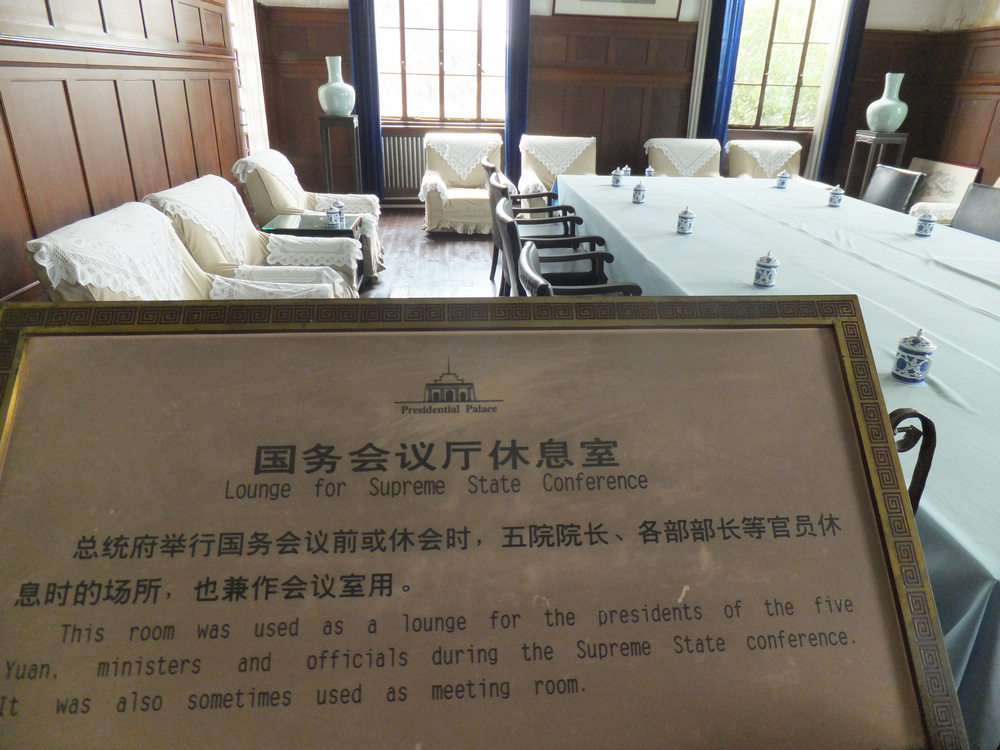 Presidential Palace
国务会议厅休息室
Lounge for Supreme State Conference
总统府举行国务会议前或休会时，五院院长、各部部长等官员休
息时的场所，也兼作会议室用。
This room was used as a lounge for the presidents of the five
Yuan, ministers and officials during the Supreme State conference.
It was also sometimes used as meeting room.